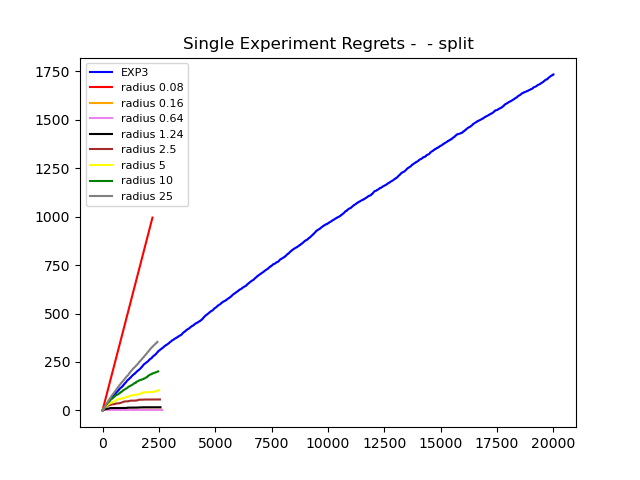 Single Experiment Regrets -  - split
1750
1500
1250
1000
750
500
250
0
EXP3
radius 0.08
radius 0.16
radius 0.64
radius 1.24
radius 2.5
radius 5
radius 10
radius 25
0 2500 5000 7500 10000 12500 15000 17500 20000